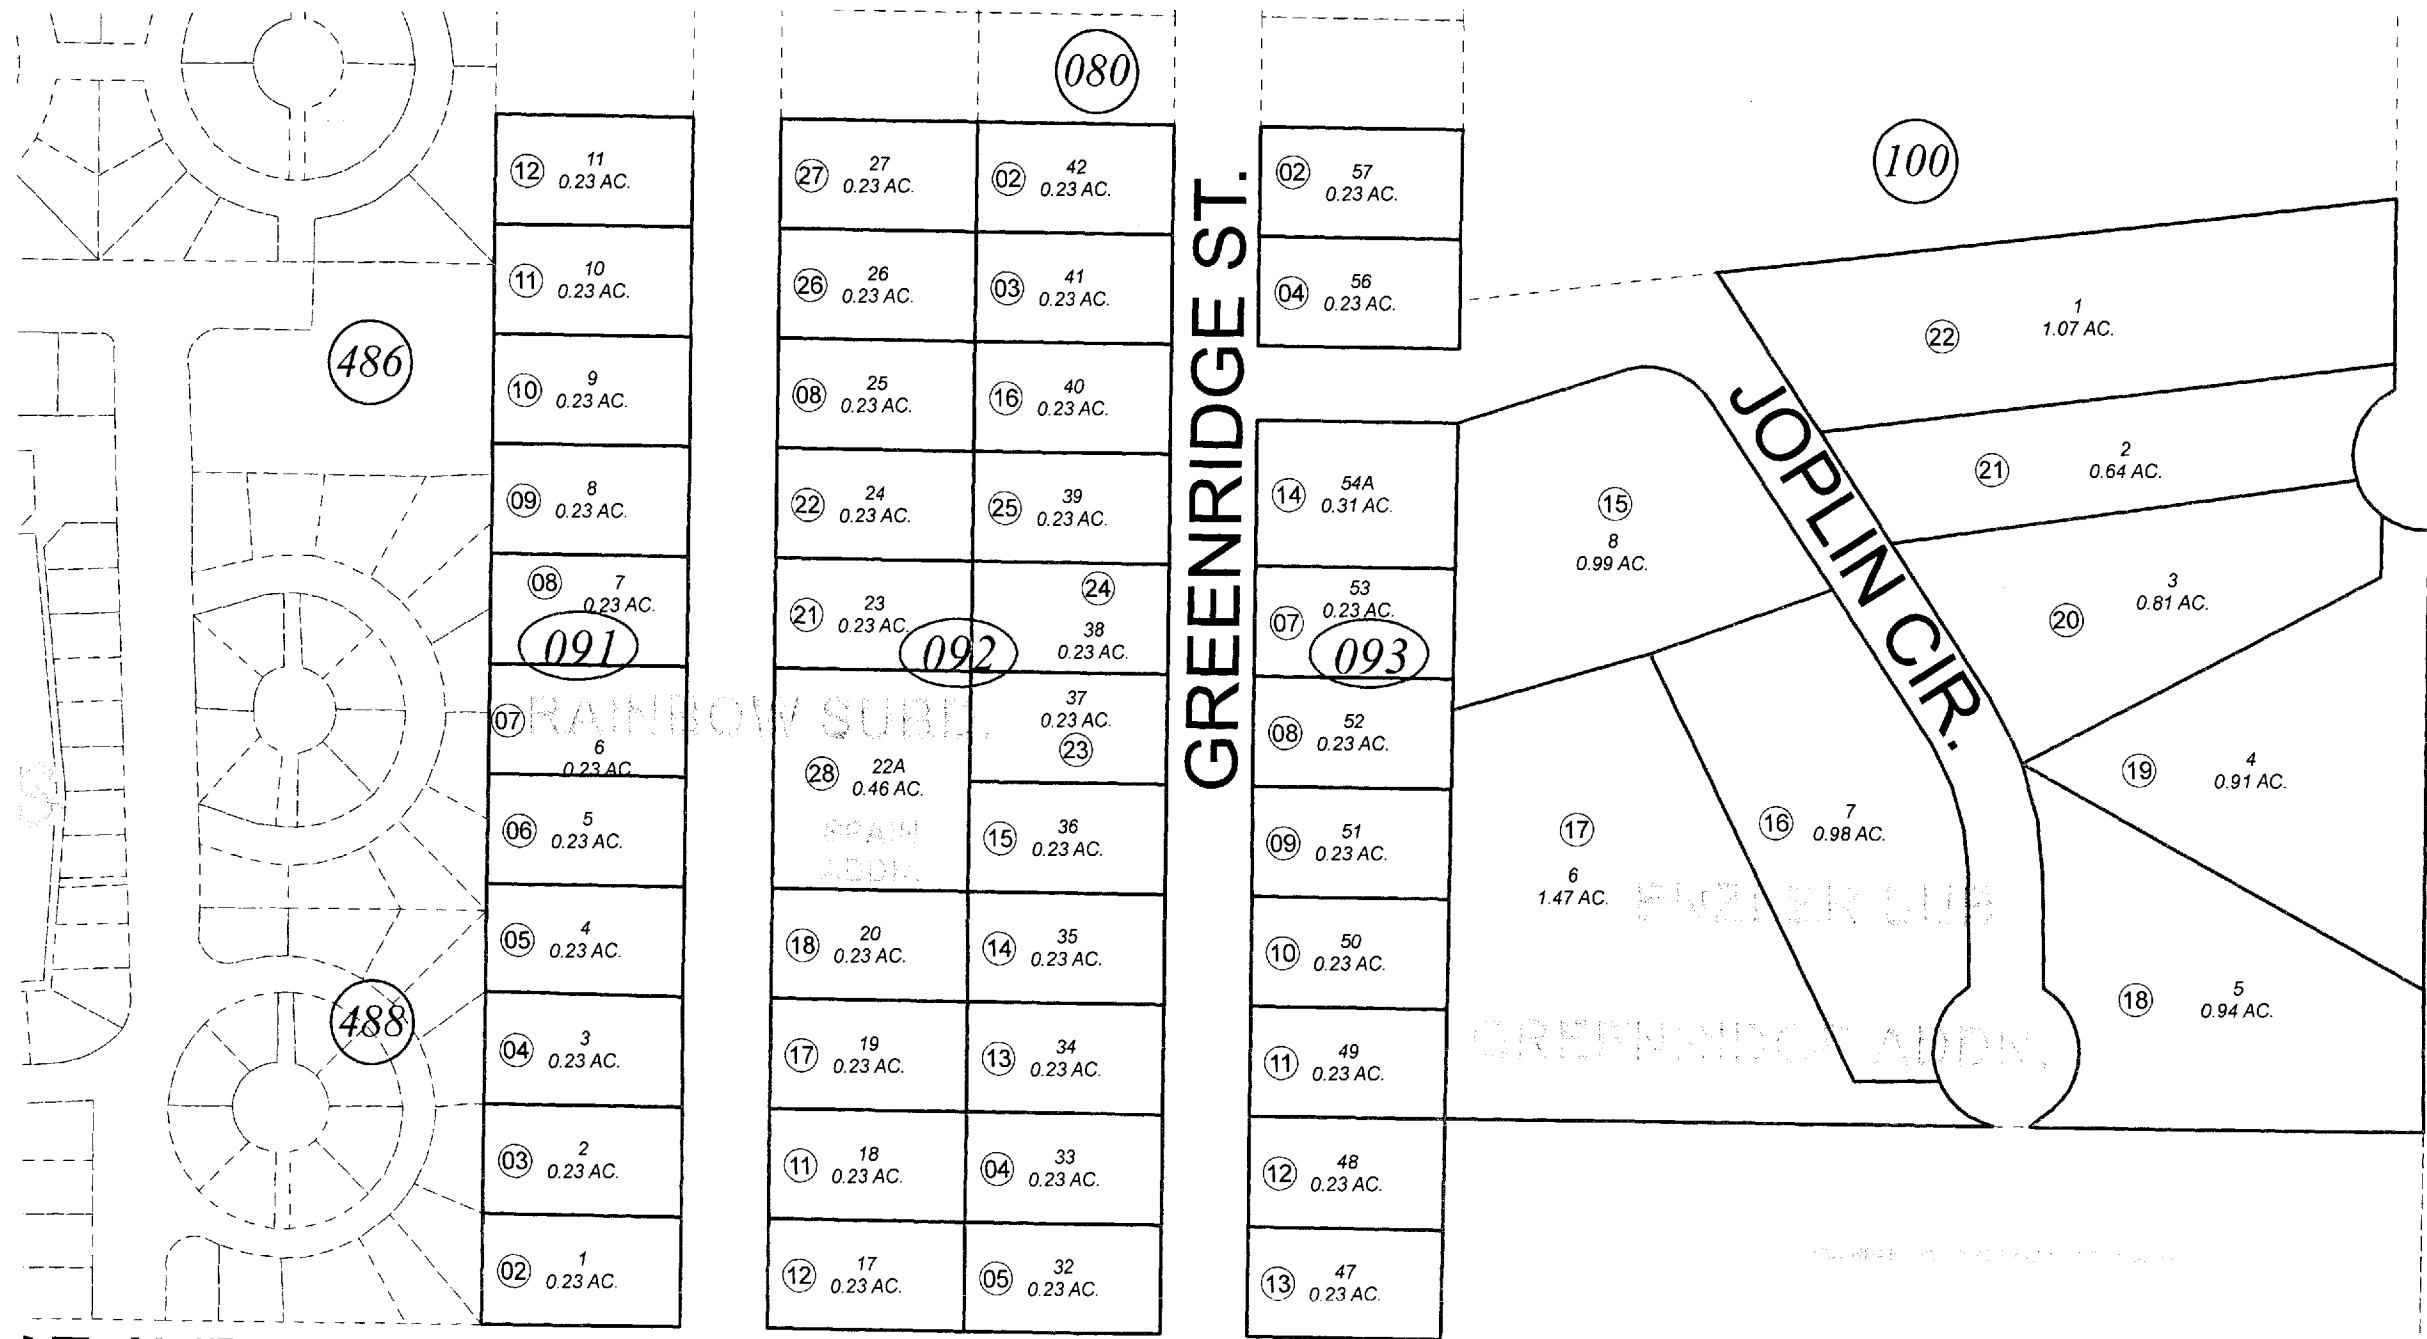 080
100
486
488
12
11
0.23 AC.
11
10
0.23 AC.
10
9
0.23 AC.
09
8
0.23 AC.
08
7
0.23 AC.
091
07
6
0.23 AC.
06
5
0.23 AC.
05
4
0.23 AC.
04
3
0.23 AC.
03
2
0.23 AC.
02
1
0.23 AC.
RAINBOW SUBD.
27
27
0.23 AC.
26
26
0.23 AC.
08
25
0.23 AC.
22
24
0.23 AC.
21
23
0.23 AC.
092
28
22A
0.46 AC.
SPAIN
ADDN.
18
20
0.23 AC.
17
19
0.23 AC.
11
18
0.23 AC.
12
17
0.23 AC.
02
42
0.23 AC.
03
41
0.23 AC.
16
40
0.23 AC.
25
39
0.23 AC.
24
38
0.23 AC.
37
0.23 AC.
23
15
36
0.23 AC.
14
35
0.23 AC.
13
34
0.23 AC.
04
33
0.23 AC.
05
32
0.23 AC.
GREENRIDGE ST.
02
57
0.23 AC.
04
56
0.23 AC.
14
54A
0.31 AC.
07
53
0.23 AC.
093
08
52
0.23 AC.
09
51
0.23 AC.
10
50
0.23 AC.
11
49
0.23 AC.
12
48
0.23 AC.
13
47
0.23 AC.
15
8
0.99 AC.
17
6
1.47 AC.
16
7
0.98 AC.
JOPLIN CIR.
22
1
1.07 AC.
21
2
0.64 AC.
20
3
0.81 AC.
19
4
0.91 AC.
18
5
0.94 AC.
GREENRIDGE ADDN.